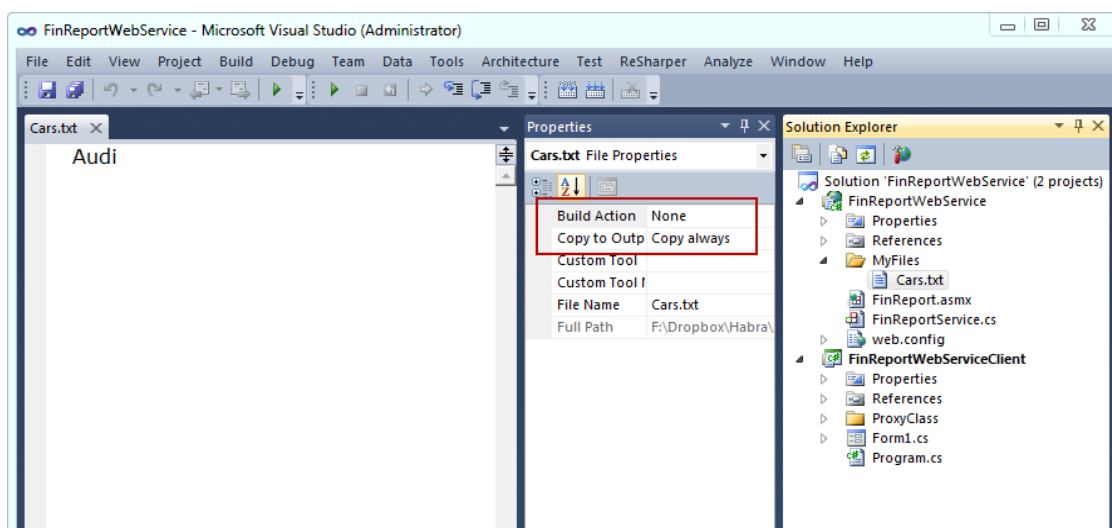 FinReportWebService - Microsoft Visual Studio (Administrator)
File Edit View Project Build Debug Team Data Tools Architecture Test ReSharper Analyze Window Help
Cars.txt
Audi
Properties
Cars.txt File Properties
Build Action None
Copy to Outp Copy always
Custom Tool
Custom Tool N
File Name Cars.txt
Full Path F:\Dropbox\Habra\
Solution Explorer
Solution 'FinReportWebService' (2 projects)
FinReportWebService
Properties
References
MyFiles
Cars.txt
FinReport.asmx
FinReportService.cs
web.config
FinReportWebServiceClient
Properties
References
ProxyClass
Form1.cs
Program.cs